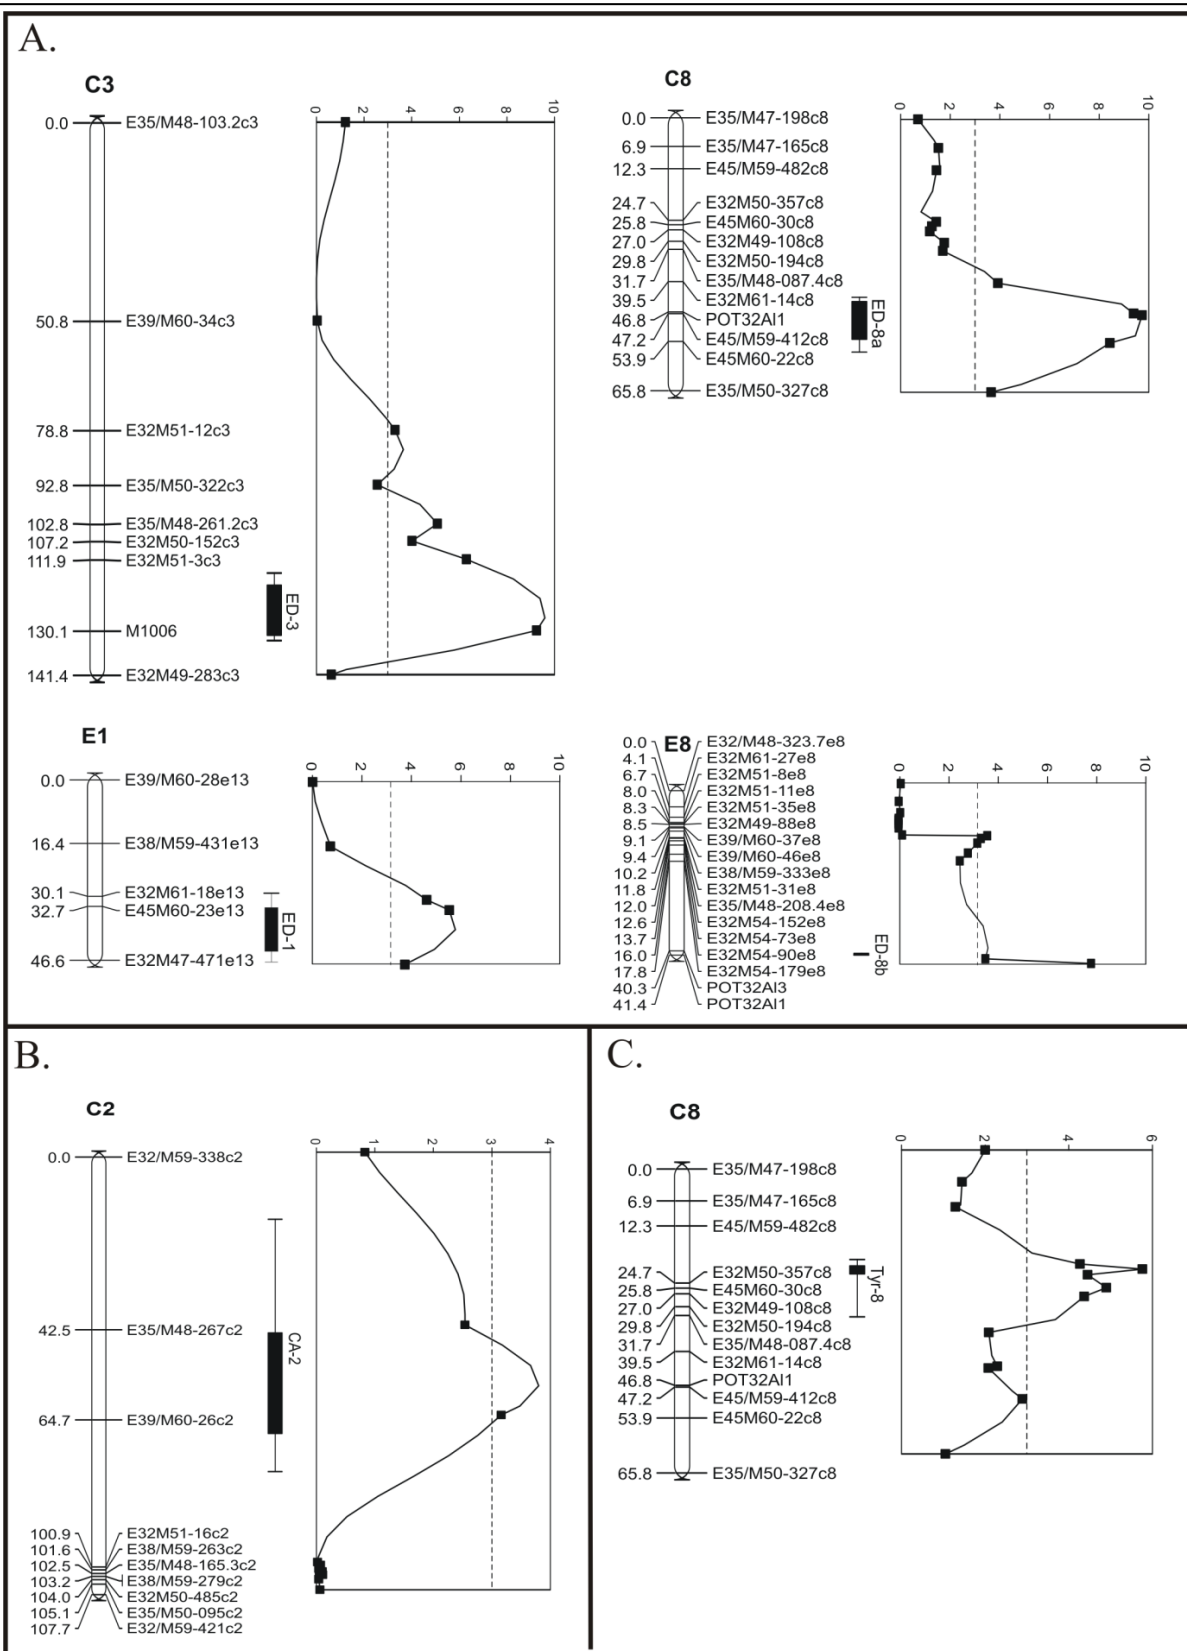 A.
C3
0 2 4 6 8 10
0.0 E35/M48-103.2c3
50.8 E39/M60-34c3
78.8 E32M51-12c3
92.8 E35/M50-322c3
102.8 E35/M48-261.2c3
107.2 E32M50-152c3
111.9 E32M51-3c3
130.1 M1006
141.4 E32M49-283c3
ED-3
C8
0 2 4 6 8 10
0.0 E35/M47-198c8
6.9 E35/M47-165c8
12.3 E45/M59-482c8
24.7 E32M50-357c8
25.8 E45M60-30c8
27.0 E32M49-108c8
29.8 E32M50-194c8
31.7 E35/M48-087.4c8
39.5 E32M61-14c8
46.8 POT32Al1
47.2 E45/M59-412c8
53.9 E45M60-22c8
65.8 E35/M50-327c8
ED-8a
E1
0 2 4 6 8 10
0.0 E39/M60-28e13
16.4 E38/M59-431e13
30.1 E32M61-18e13
32.7 E45M60-23e13
46.6 E32M47-471e13
ED-1
E8
0 2 4 6 8 10
0.0 E32/M48-323.7e8
4.1 E32M61-27e8
6.7 E32M51-8e8
8.0 E32M51-11e8
8.3 E32M51-35e8
8.5 E32M49-88e8
9.1 E39/M60-37e8
9.4 E39/M60-46e8
10.2 E38/M59-333e8
11.8 E32M51-31e8
12.0 E35/M48-208.4e8
12.6 E32M54-152e8
13.7 E32M54-73e8
16.0 E32M54-90e8
17.8 E32M54-179e8
40.3 POT32Al3
41.4 POT32Al1
ED-8b
B.
C2
0 1 2 3 4
0.0 E32/M59-338c2
42.5 E35/M48-267c2
64.7 E39/M60-26c2
100.9 E32M51-16c2
101.6 E38/M59-263c2
102.5 E35/M48-165.3c2
103.2 E38/M59-279c2
104.0 E32M50-485c2
105.1 E35/M50-095c2
107.7 E32/M59-421c2
CA-2
C.
C8
0 2 4 6
0.0 E35/M47-198c8
6.9 E35/M47-165c8
12.3 E45/M59-482c8
24.7 E32M50-357c8
25.8 E45M60-30c8
27.0 E32M49-108c8
29.8 E32M50-194c8
31.7 E35/M48-087.4c8
39.5 E32M61-14c8
46.8 POT32Al1
47.2 E45/M59-412c8
53.9 E45M60-22c8
65.8 E35/M50-327c8
Tyr-8